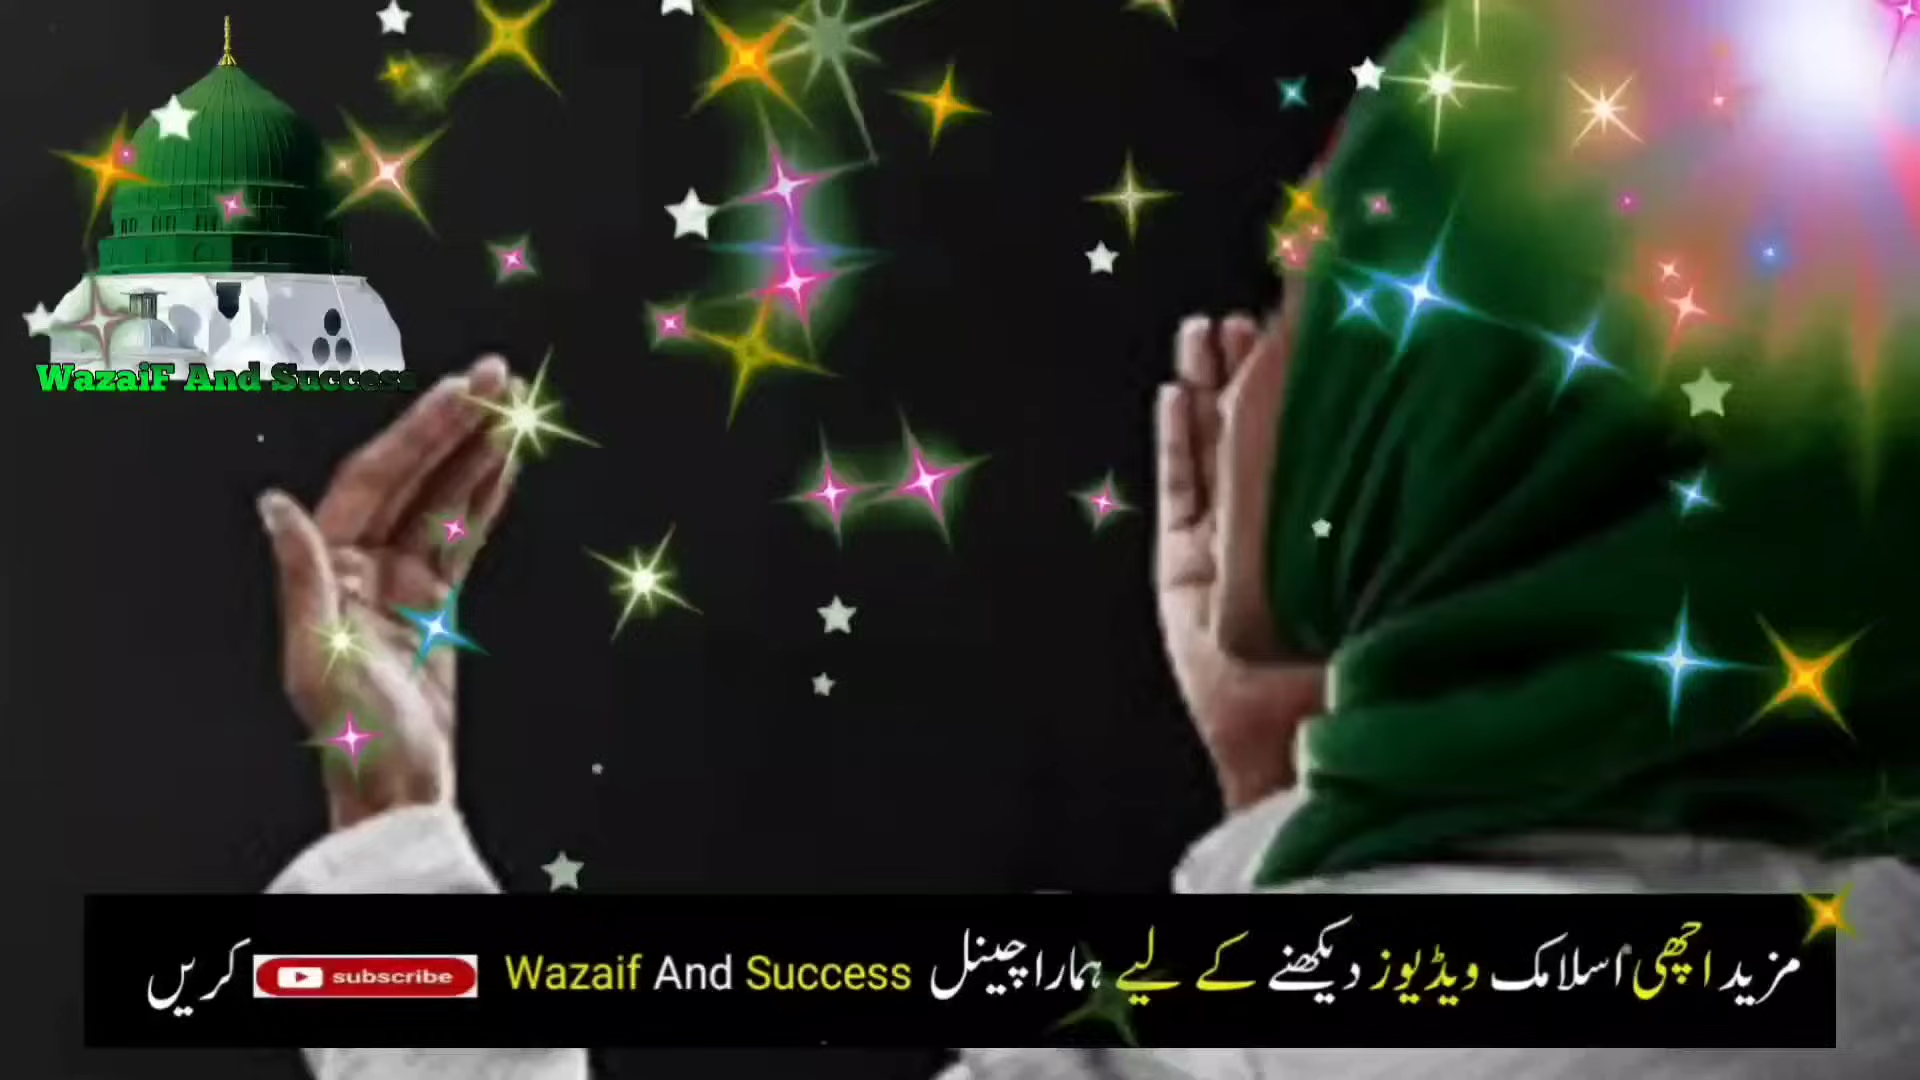 WazaiF And Success
مزید اچھی اسلامک ویڈیوز دیکھنے کے لیے ہمارا چینل Wazaif And Success subscribe کریں